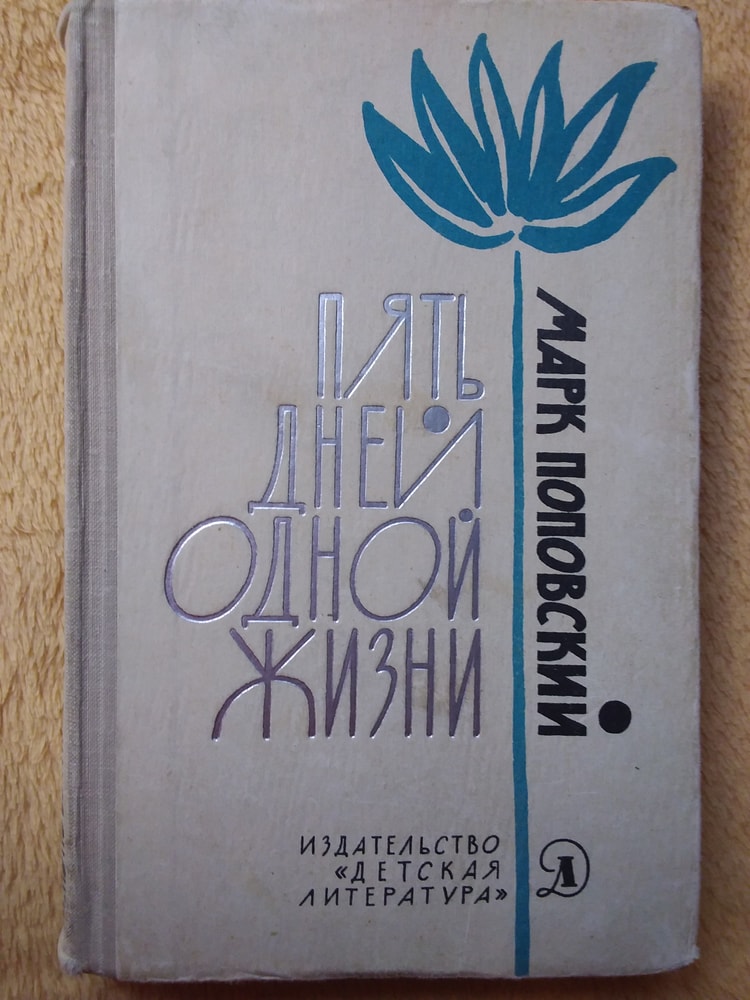 МАРК ПОПОВСКИЙ
ПЯТЬ
ДНЕЙ
ОДНОЙ
ЖИЗНИ
ИЗДАТЕЛЬСТВО
«ДЕТСКАЯ
ЛИТЕРАТУРА»
Д Л